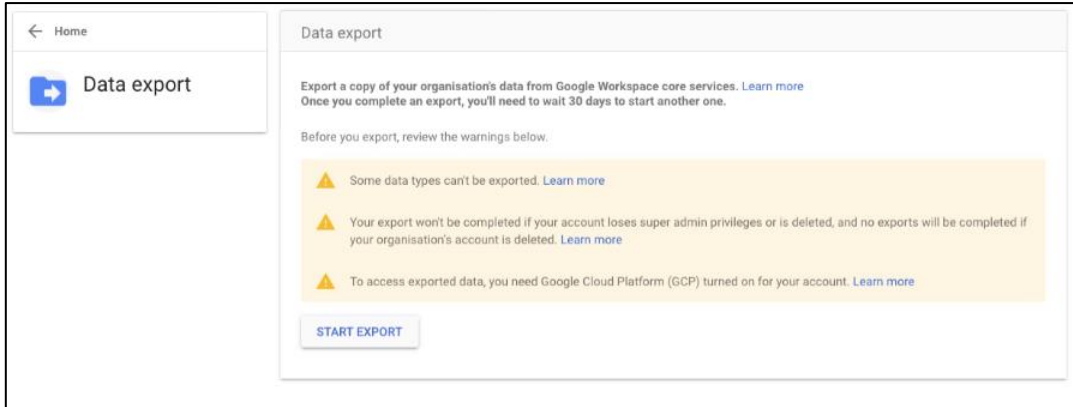 Home
Data export
Data export
Export a copy of your organisation's data from Google Workspace core services. Learn more
Once you complete an export, you'll need to wait 30 days to start another one.
Before you export, review the warnings below.
Some data types can't be exported. Learn more
Your export won't be completed if your account loses super admin privileges or is deleted, and no exports will be completed if
your organisation's account is deleted. Learn more
To access exported data, you need Google Cloud Platform (GCP) turned on for your account. Learn more
START EXPORT